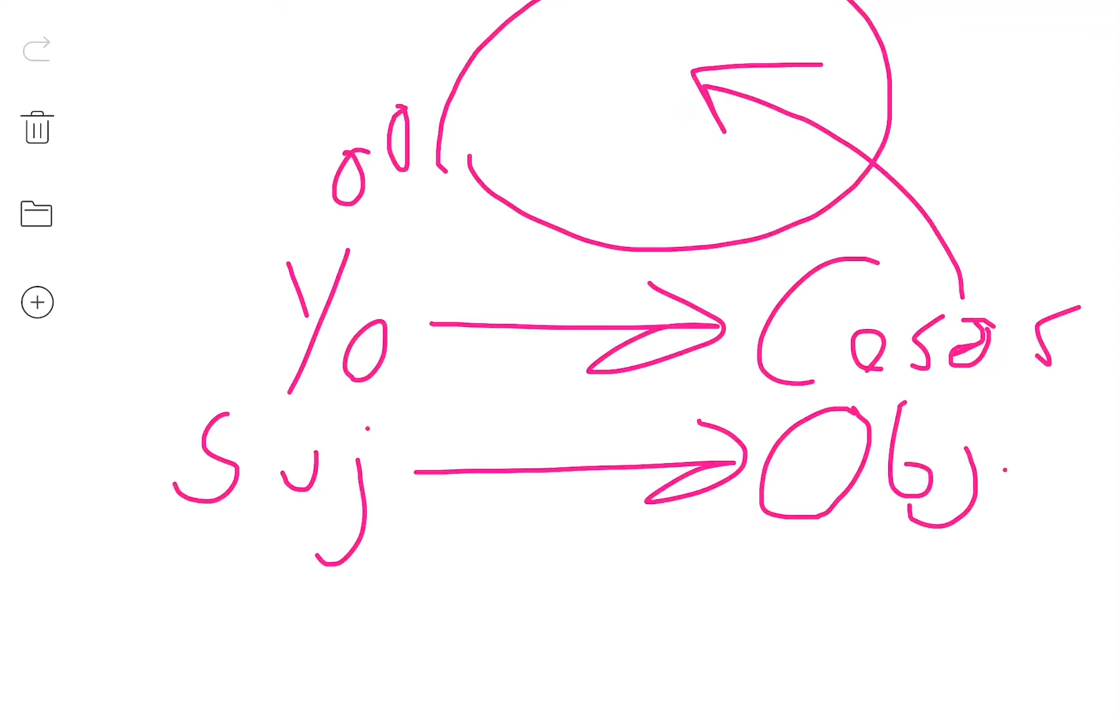 Yo → Cosas
Suj → Obj.